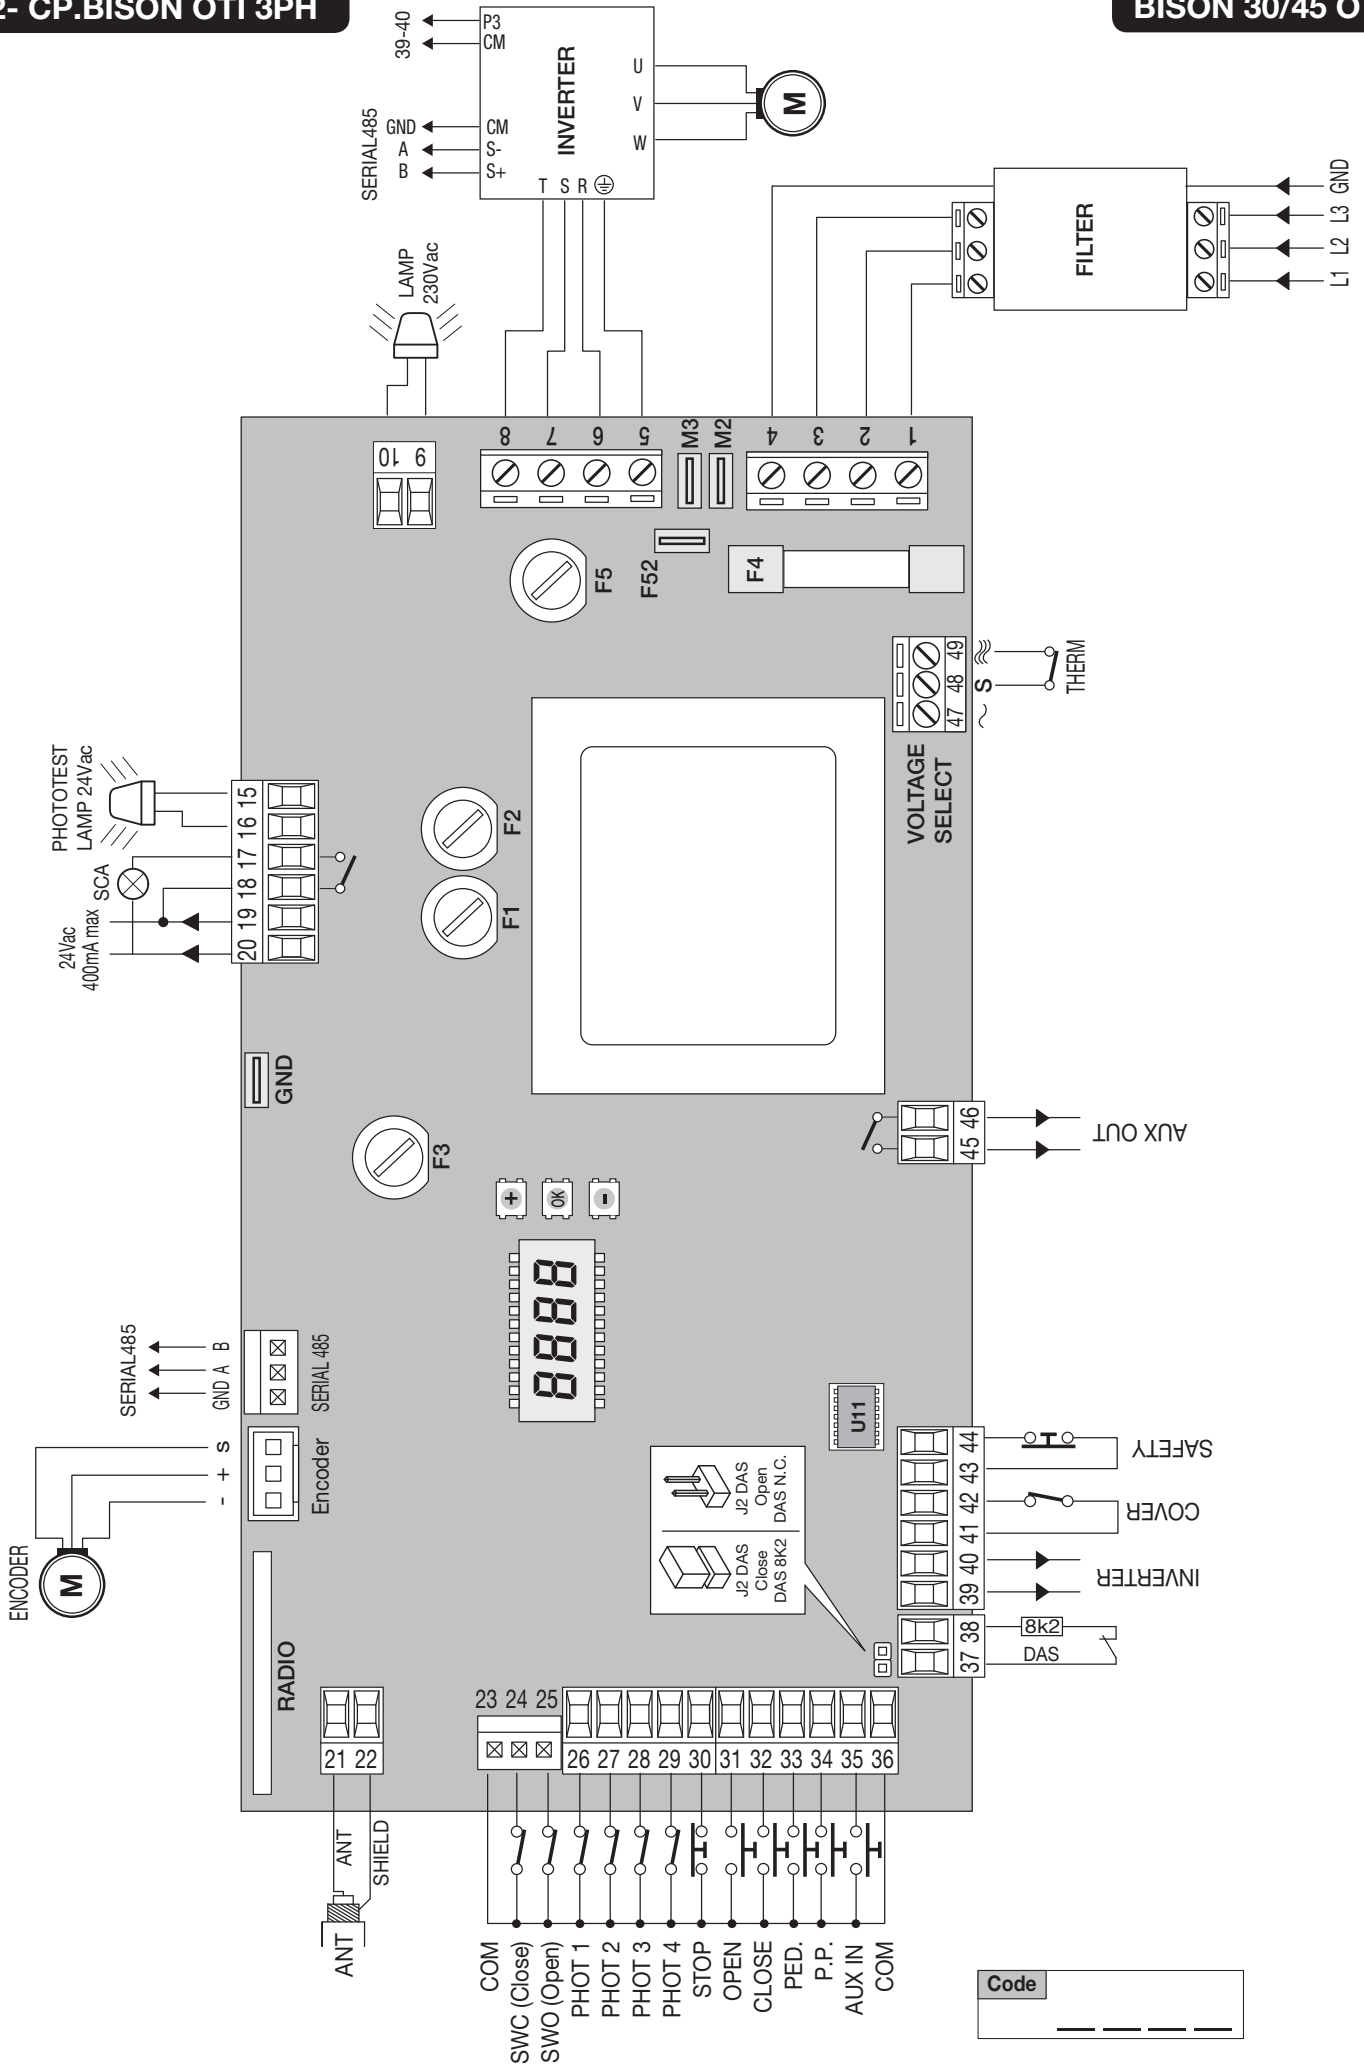 2- CP.BISON OTI 3PH
BISON 30/45 O
39-40
P3
CM
INVERTER
U
V
W
M
SERIAL485
GND
A
B
CM
S-
S+
T S R
LAMP
230Vac
FILTER
GND
L3
L2
L1
10 9
8 7 6 5
M3
M2
4 3 2 1
F5
F52
F4
PHOTOTEST
LAMP 24Vac
SCA
24Vac
400mA max
20 19 18 17 16 15
F2
F1
VOLTAGE
SELECT
47 48 49
S
THERM
GND
F3
+
OK
-
8888
45 46
AUX OUT
SERIAL485
GND A B
SERIAL 485
ENCODER
M
- + S
Encoder
U11
J2 DAS
Close
DAS 8K2
J2 DAS
Open
DAS N.C.
43 44
SAFETY
41 42
COVER
39 40
INVERTER
37 38
8k2
DAS
RADIO
21 22
ANT
SHIELD
ANT
23 24 25
26 27 28 29 30 31 32 33 34 35 36
COM
SWC (Close)
SWO (Open)
PHOT 1
PHOT 2
PHOT 3
PHOT 4
STOP
OPEN
CLOSE
PED.
P.P.
AUX IN
COM
Code